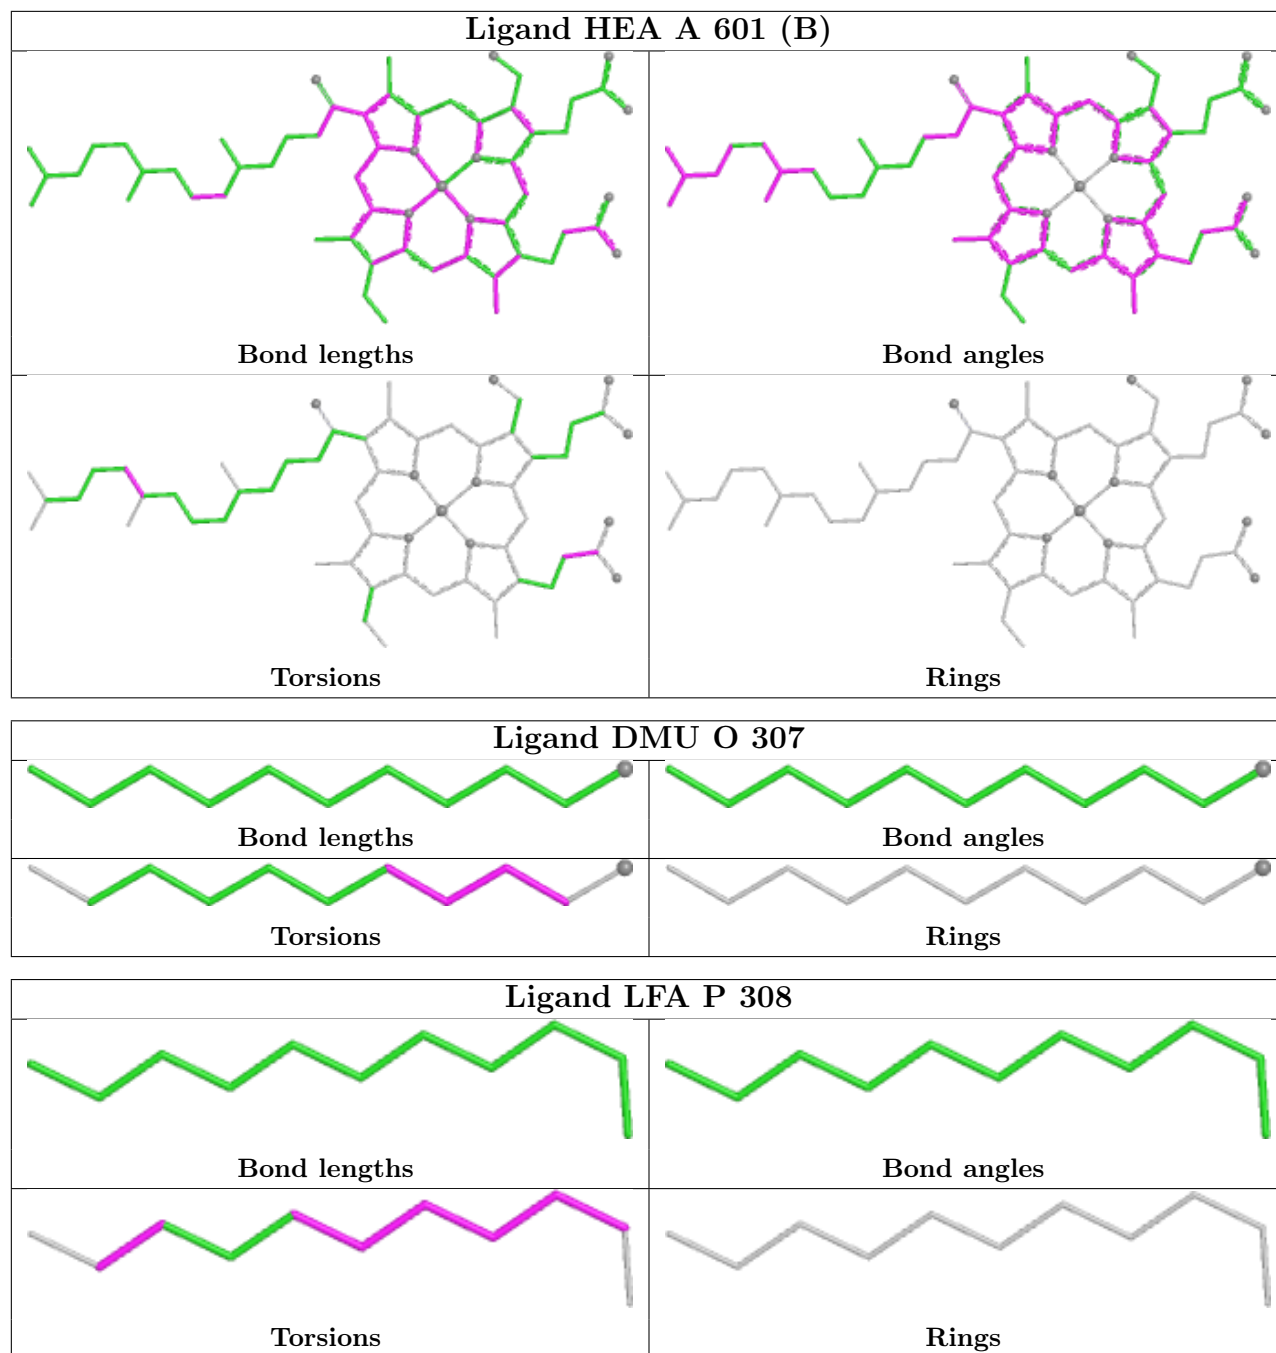 Ligand HEA A 601 (B)
Bond lengths
Bond angles
Torsions
Rings
Ligand DMU O 307
Bond lengths
Bond angles
Torsions
Rings
Ligand LFA P 308
Bond lengths
Bond angles
Torsions
Rings